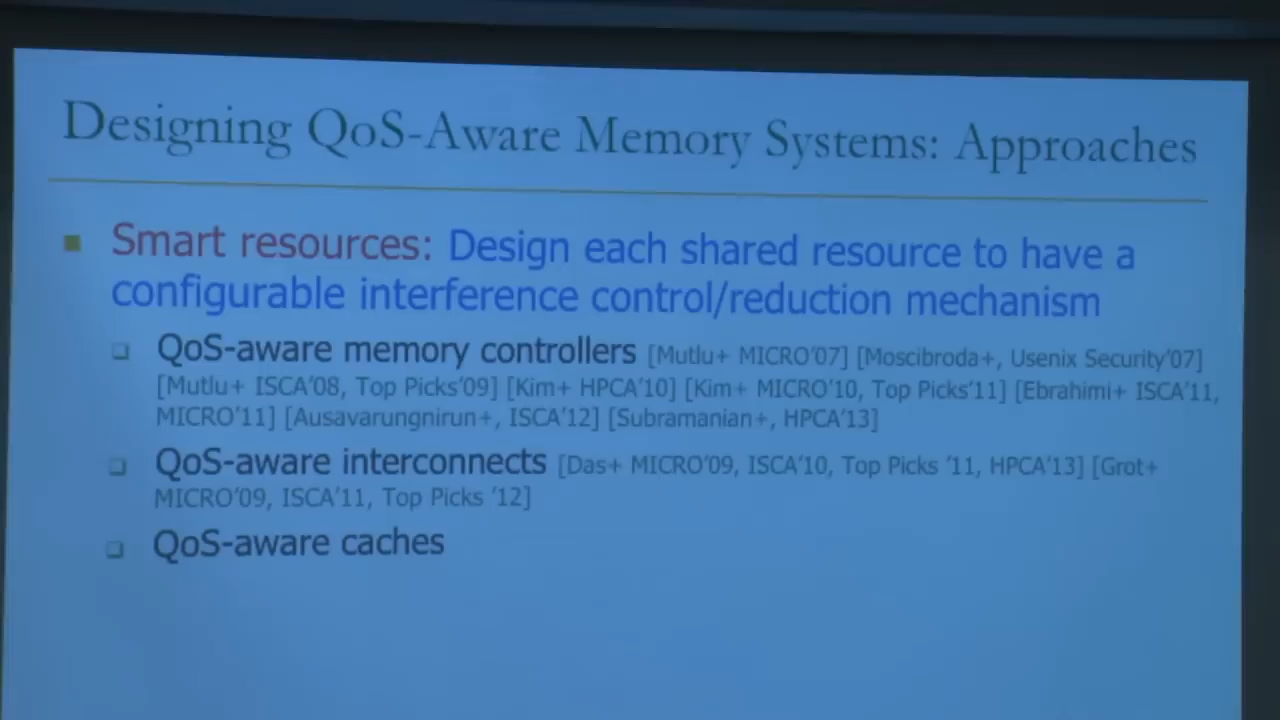 Designing QoS-Aware Memory Systems: Approaches
Smart resources: Design each shared resource to have a
configurable interference control/reduction mechanism
QoS-aware memory controllers [Mutlu+ MICRO'07] [Moscibroda+, Usenix Security'07]
[Mutlu+ ISCA'08, Top Picks'09] [Kim+ HPCA'10] [Kim+ MICRO'10, Top Picks'11] [Ebrahimi+ ISCA'11,
MICRO'11] [Ausavarungnirun+, ISCA'12] [Subramanian+, HPCA'13]
QoS-aware interconnects [Das+ MICRO'09, ISCA'10, Top Picks '11, HPCA'13] [Grot+
MICRO'09, ISCA'11, Top Picks '12]
QoS-aware caches